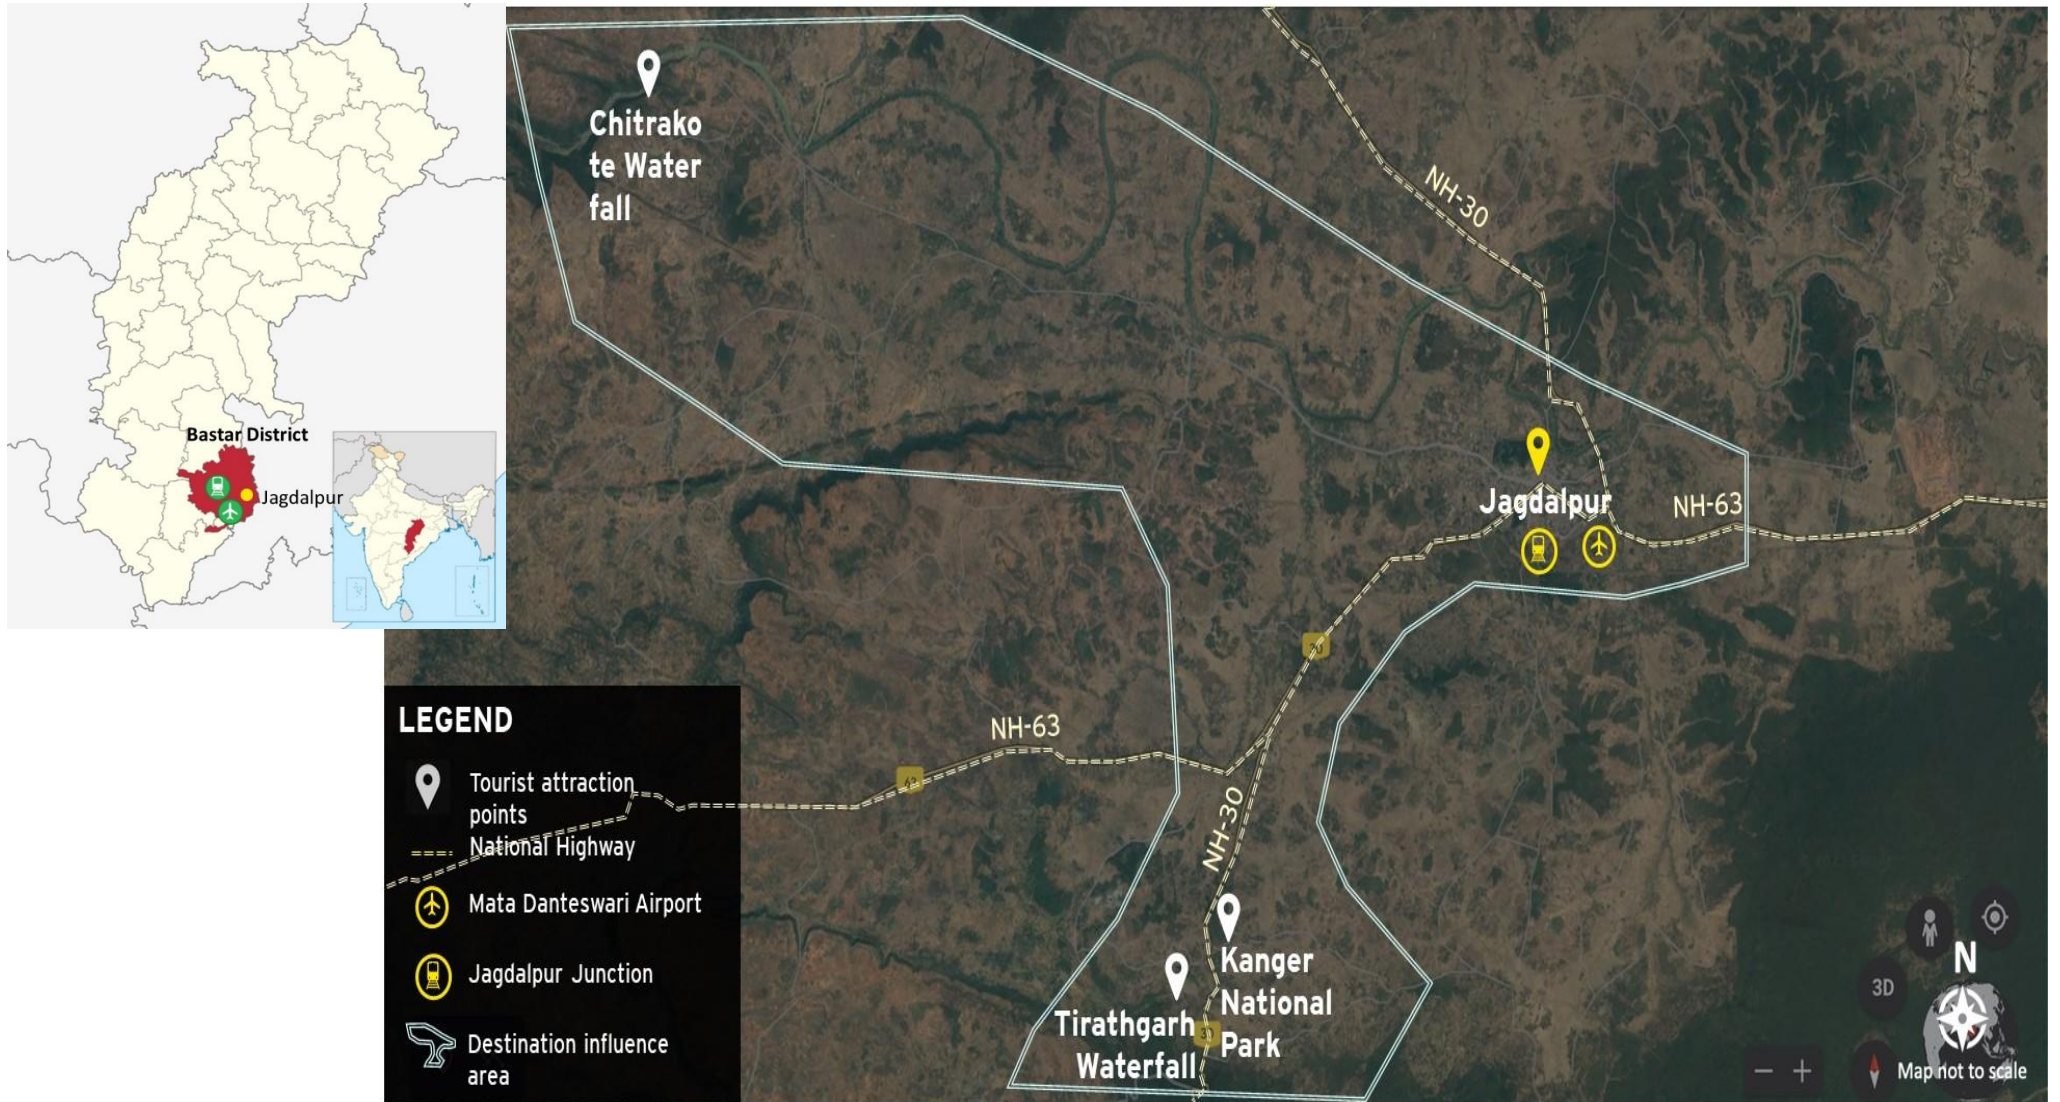 Bastar District
Jagdalpur
Chitrako
te Water
fall
NH-30
Jagdalpur
NH-63
NH-63
NH-30
Kanger
National
Park
Tirathgarh
Waterfall
LEGEND
Tourist attraction
points
National Highway
Mata Danteswari Airport
Jagdalpur Junction
Destination influence
area
63
30
3D
N
Map not to scale